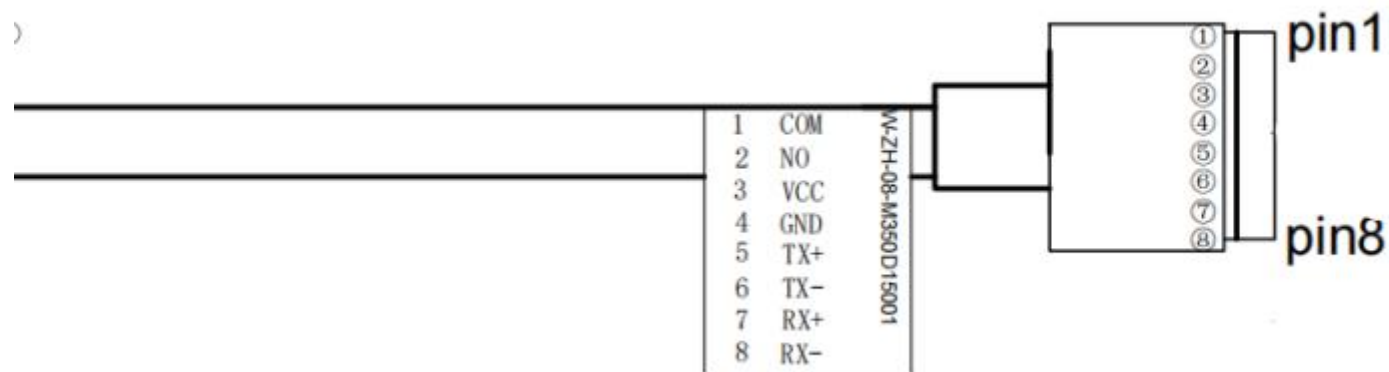 ① pin1
②
③
④
⑤
⑥
⑦
⑧ pin8
1 COM
2 NO
3 VCC
4 GND
5 TX+
6 TX-
7 RX+
8 RX-
-ZH-08-M350D15001